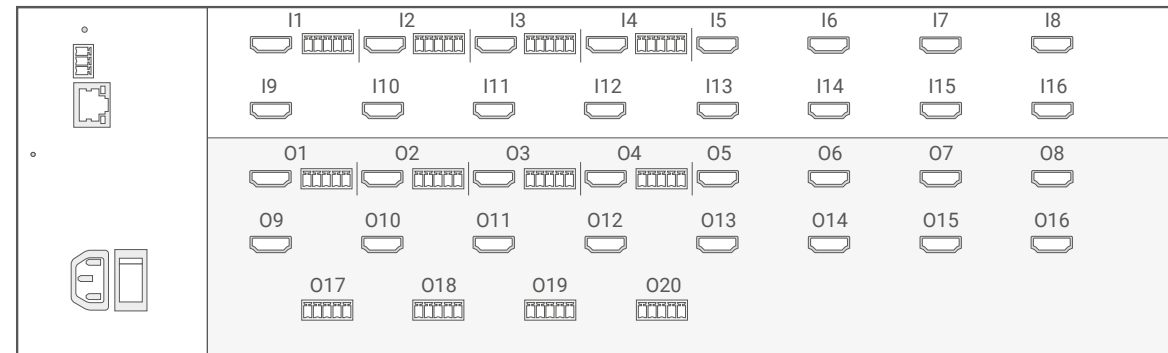 I1 I2 I3 I4 I5 I6 I7 I8
I9 I10 I11 I12 I13 I14 I15 I16
O1 O2 O3 O4 O5 O6 O7 O8
O9 O10 O11 O12 O13 O14 O15 O16
O17 O18 O19 O20